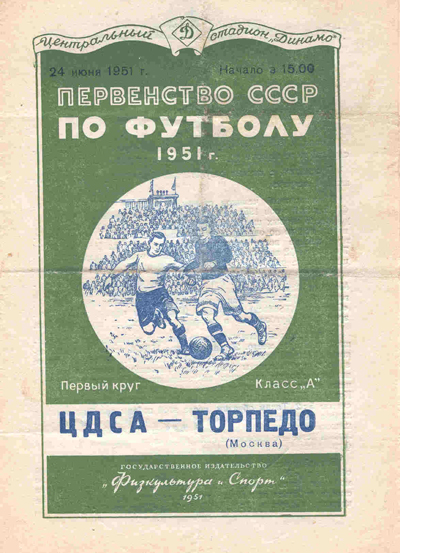 Центральный Д стадион „Динамо"
24 июня 1951 г. Начало в 15.00
ПЕРВЕНСТВО СССР
ПО ФУТБОЛУ
1951 г.
Первый круг Класс „А"
ЦДСА — ТОРПЕДО
(Москва)
ГОСУДАРСТВЕННОЕ ИЗДАТЕЛЬСТВО
„Физкультура и Спорт"
1951